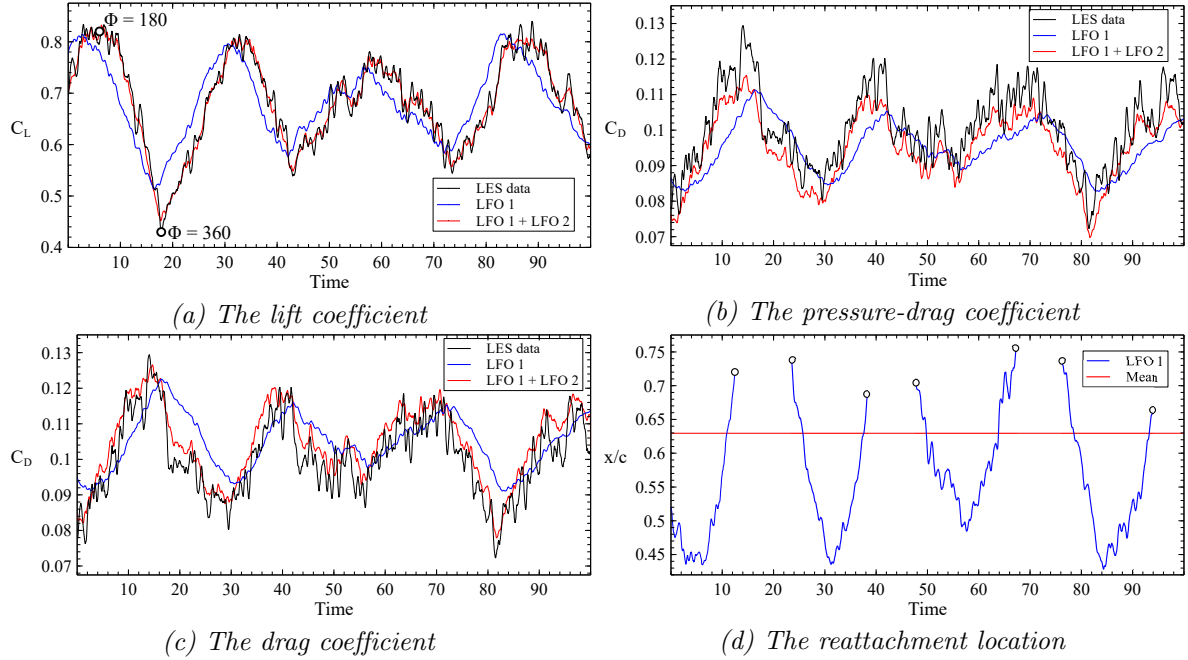 Φ = 180
0.8
0.7
C_L
0.6
0.5
0.4
Φ = 360
LES data
LFO 1
LFO 1 + LFO 2
10 20 30 40 50 60 70 80 90
Time
(a) The lift coefficient
0.13
0.12
0.11
C_D
0.1
0.09
0.08
0.07
LES data
LFO 1
LFO 1 + LFO 2
10 20 30 40 50 60 70 80 90
Time
(b) The pressure-drag coefficient
0.13
0.12
0.11
C_D
0.1
0.09
0.08
0.07
LES data
LFO 1
LFO 1 + LFO 2
10 20 30 40 50 60 70 80 90
Time
(c) The drag coefficient
0.75
0.7
0.65
x/c
0.6
0.55
0.5
0.45
LFO 1
Mean
10 20 30 40 50 60 70 80 90
Time
(d) The reattachment location